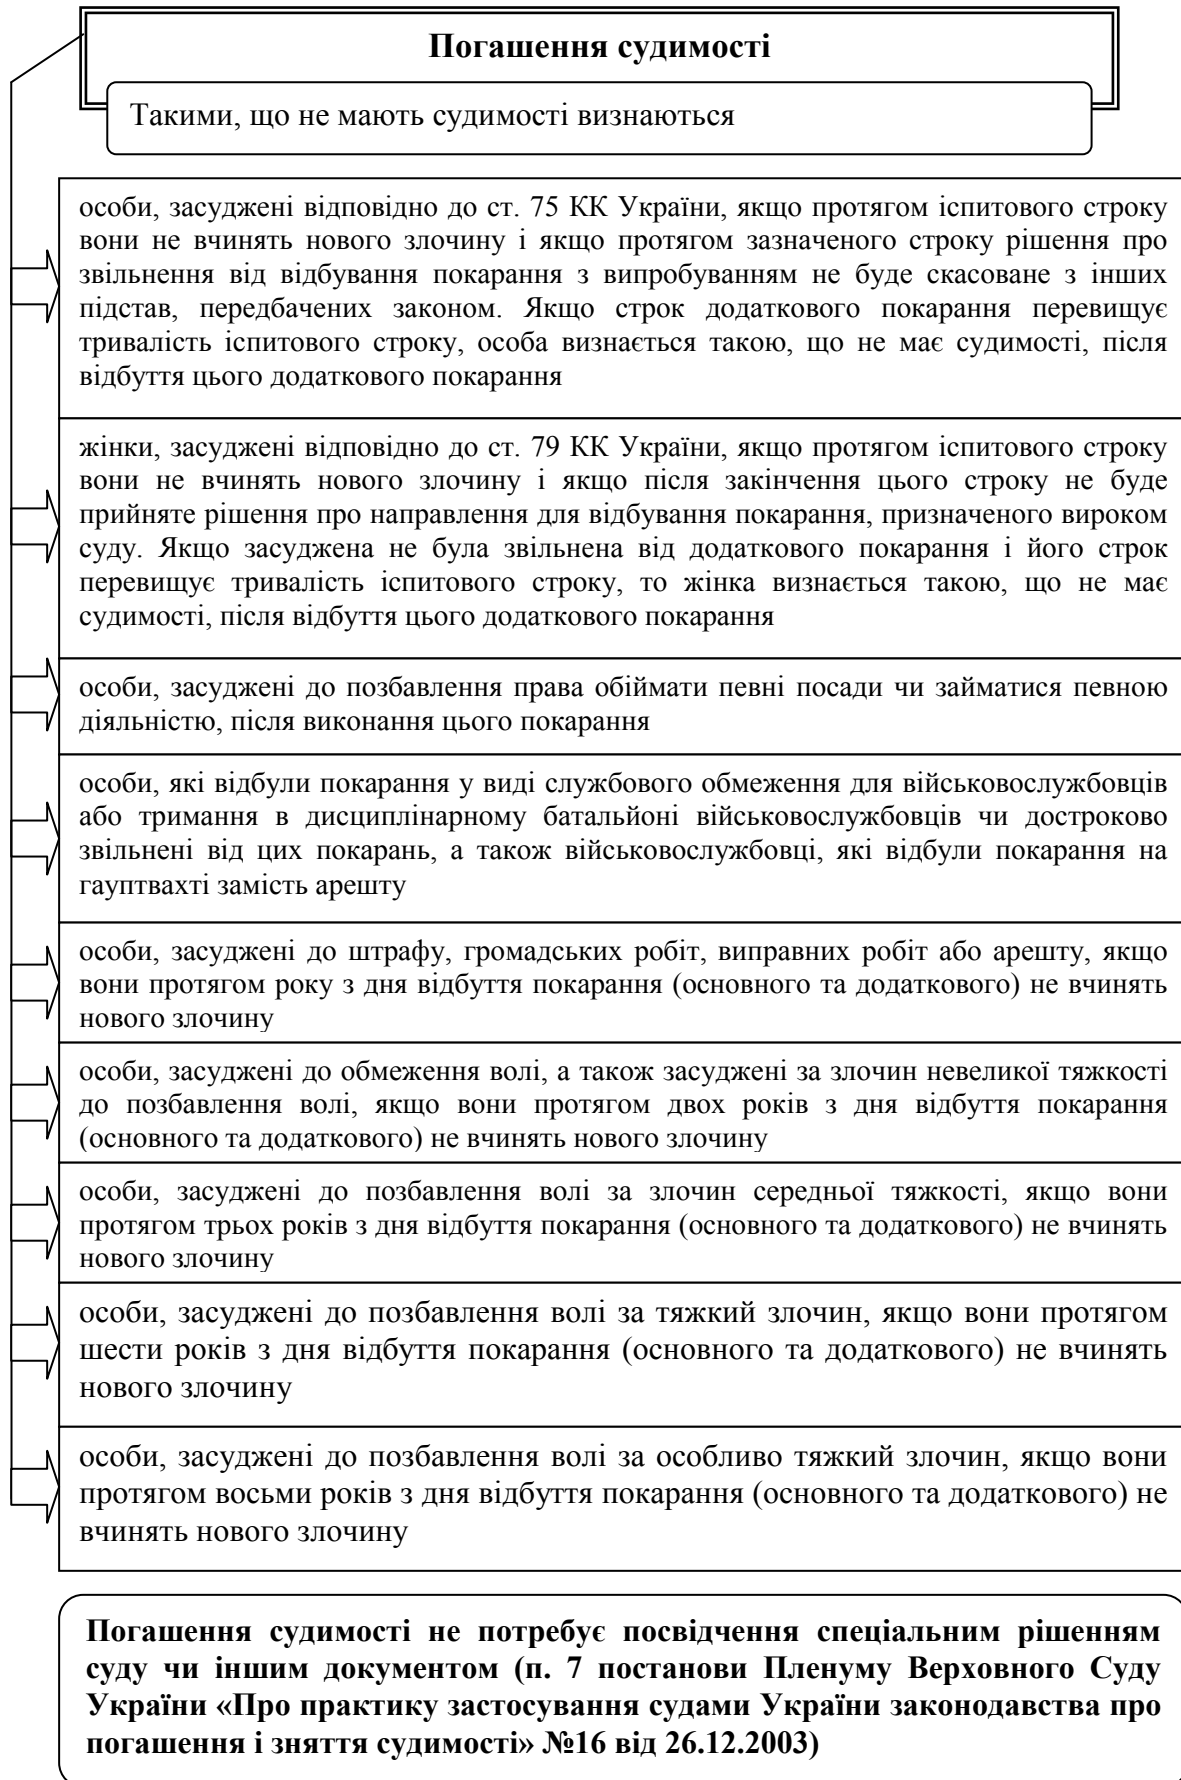 Погашення судимості
Такими, що не мають судимості визнаються
особи, засуджені відповідно до ст. 75 КК України, якщо протягом іспитового строку
вони не вчинять нового злочину і якщо протягом зазначеного строку рішення про
звільнення від відбування покарання з випробуванням не буде скасоване з інших
підстав, передбачених законом. Якщо строк додаткового покарання перевищує
тривалість іспитового строку, особа визнається такою, що не має судимості, після
відбуття цього додаткового покарання
жінки, засуджені відповідно до ст. 79 КК України, якщо протягом іспитового строку
вони не вчинять нового злочину і якщо після закінчення цього строку не буде
прийняте рішення про направлення для відбування покарання, призначеного вироком
суду. Якщо засуджена не була звільнена від додаткового покарання і його строк
перевищує тривалість іспитового строку, то жінка визнається такою, що не має
судимості, після відбуття цього додаткового покарання
особи, засуджені до позбавлення права обіймати певні посади чи займатися певною
діяльністю, після виконання цього покарання
особи, які відбули покарання у виді службового обмеження для військовослужбовців
або тримання в дисциплінарному батальйоні військовослужбовців чи достроково
звільнені від цих покарань, а також військовослужбовці, які відбули покарання на
гауптвахті замість арешту
особи, засуджені до штрафу, громадських робіт, виправних робіт або арешту, якщо
вони протягом року з дня відбуття покарання (основного та додаткового) не вчинять
нового злочину
особи, засуджені до обмеження волі, а також засуджені за злочин невеликої тяжкості
до позбавлення волі, якщо вони протягом двох років з дня відбуття покарання
(основного та додаткового) не вчинять нового злочину
особи, засуджені до позбавлення волі за злочин середньої тяжкості, якщо вони
протягом трьох років з дня відбуття покарання (основного та додаткового) не вчинять
нового злочину
особи, засуджені до позбавлення волі за тяжкий злочин, якщо вони протягом
шести років з дня відбуття покарання (основного та додаткового) не вчинять
нового злочину
особи, засуджені до позбавлення волі за особливо тяжкий злочин, якщо вони
протягом восьми років з дня відбуття покарання (основного та додаткового) не
вчинять нового злочину
Погашення судимості не потребує посвідчення спеціальним рішенням
суду чи іншим документом (п. 7 постанови Пленуму Верховного Суду
України «Про практику застосування судами України законодавства про
погашення і зняття судимості» №16 від 26.12.2003)